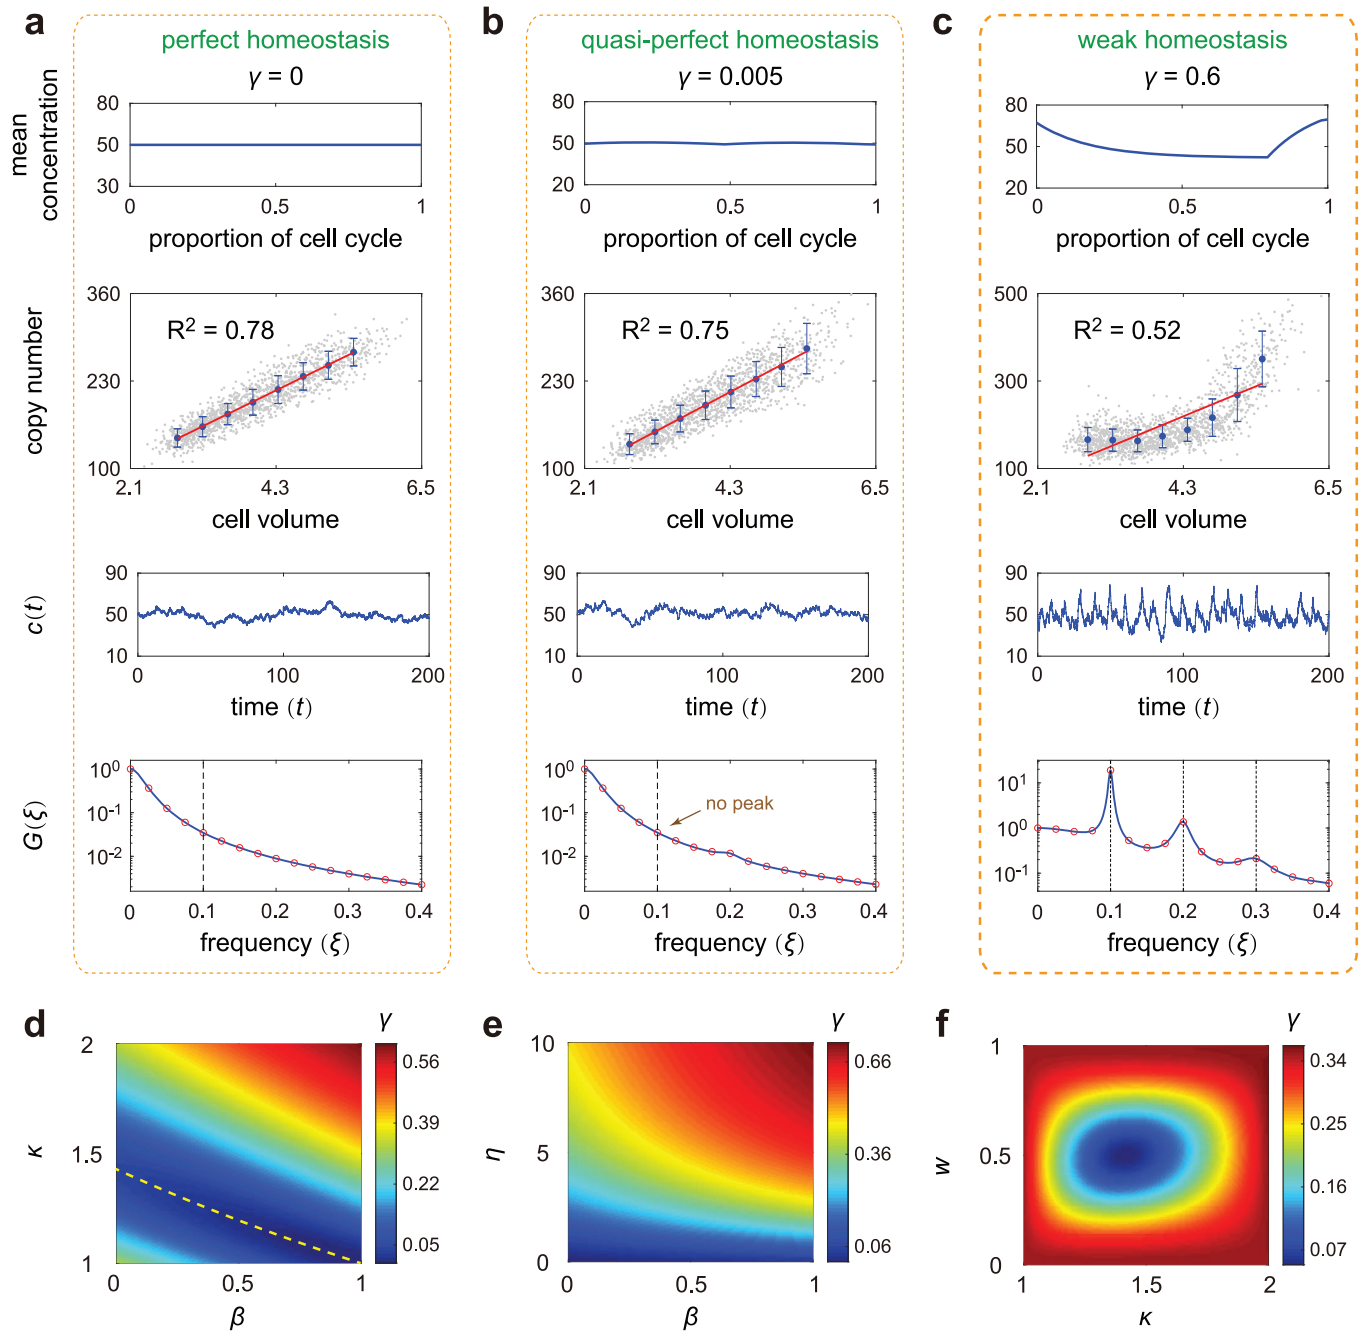 a
perfect homeostasis
γ = 0
mean
concentration
80
50
30
0
0.5
1
proportion of cell cycle
copy number
360
230
100
R² = 0.78
2.1
4.3
6.5
cell volume
c(t)
90
50
10
0
100
200
time (t)
G(ξ)
10⁰
10⁻¹
10⁻²
0
0.1
0.2
0.3
0.4
frequency (ξ)
b
quasi-perfect homeostasis
γ = 0.005
80
50
20
0
0.5
1
proportion of cell cycle
360
230
100
R² = 0.75
2.1
4.3
6.5
cell volume
90
50
10
0
100
200
time (t)
no peak
10⁰
10⁻¹
10⁻²
0
0.1
0.2
0.3
0.4
frequency (ξ)
c
weak homeostasis
γ = 0.6
80
50
20
0
0.5
1
proportion of cell cycle
500
300
100
R² = 0.52
2.1
4.3
6.5
cell volume
90
50
10
0
100
200
time (t)
10¹
10⁰
10⁻¹
0
0.1
0.2
0.3
0.4
frequency (ξ)
d
κ
2
1.5
1
0
0.5
1
β
γ
0.56
0.39
0.22
0.05
e
η
10
5
0
0
0.5
1
β
γ
0.66
0.36
0.06
f
w
1
0.5
0
1
1.5
2
κ
γ
0.34
0.25
0.16
0.07